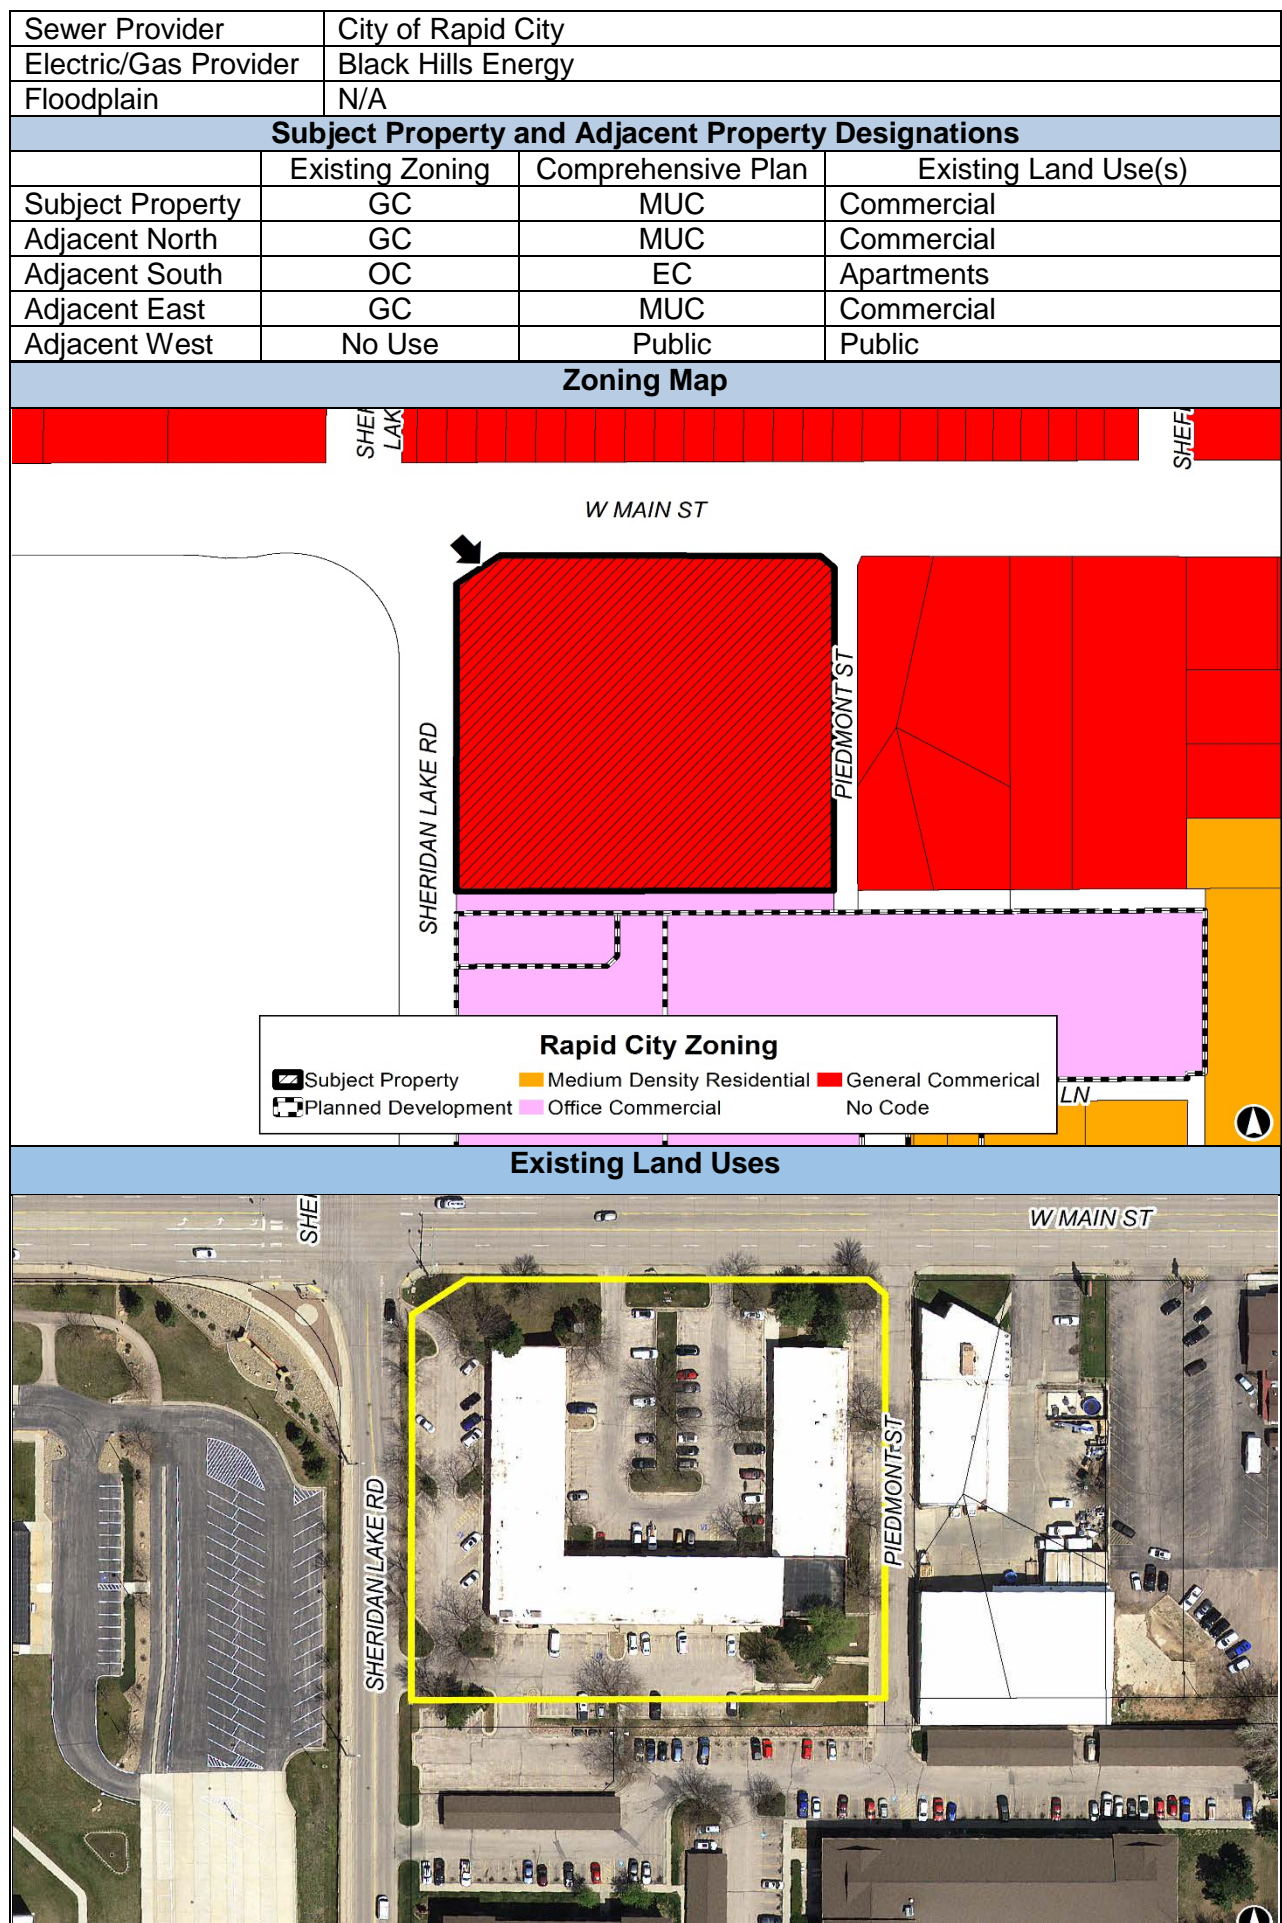 Sewer Provider City of Rapid City
Electric/Gas Provider Black Hills Energy
Floodplain N/A
Subject Property and Adjacent Property Designations
Existing Zoning Comprehensive Plan Existing Land Use(s)
Subject Property GC MUC Commercial
Adjacent North GC MUC Commercial
Adjacent South OC EC Apartments
Adjacent East GC MUC Commercial
Adjacent West No Use Public Public
Zoning Map
SHER
LAK
SHEFF
W MAIN ST
PIEDMONT ST
SHERIDAN LAKE RD
Rapid City Zoning
Subject Property Medium Density Residential General Commerical
Planned Development Office Commercial No Code
LN
Existing Land Uses
SHEI
W MAIN ST
PIEDMONT ST
SHERIDAN LAKE RD